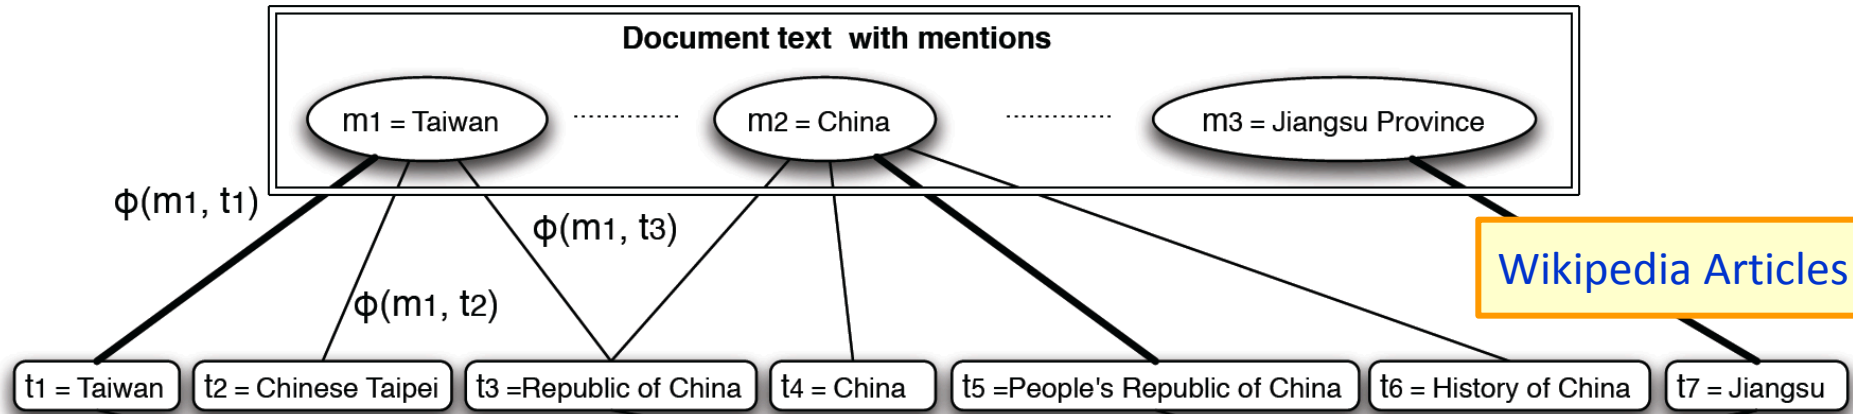 Document text with mentions
m1 = Taiwan
m2 = China
m3 = Jiangsu Province
ϕ(m1, t1)
ϕ(m1, t3)
Wikipedia Articles
ϕ(m1, t2)
t1 = Taiwan
t2 = Chinese Taipei
t3 =Republic of China
t4 = China
t5 =People's Republic of China
t6 = History of China
t7 = Jiangsu